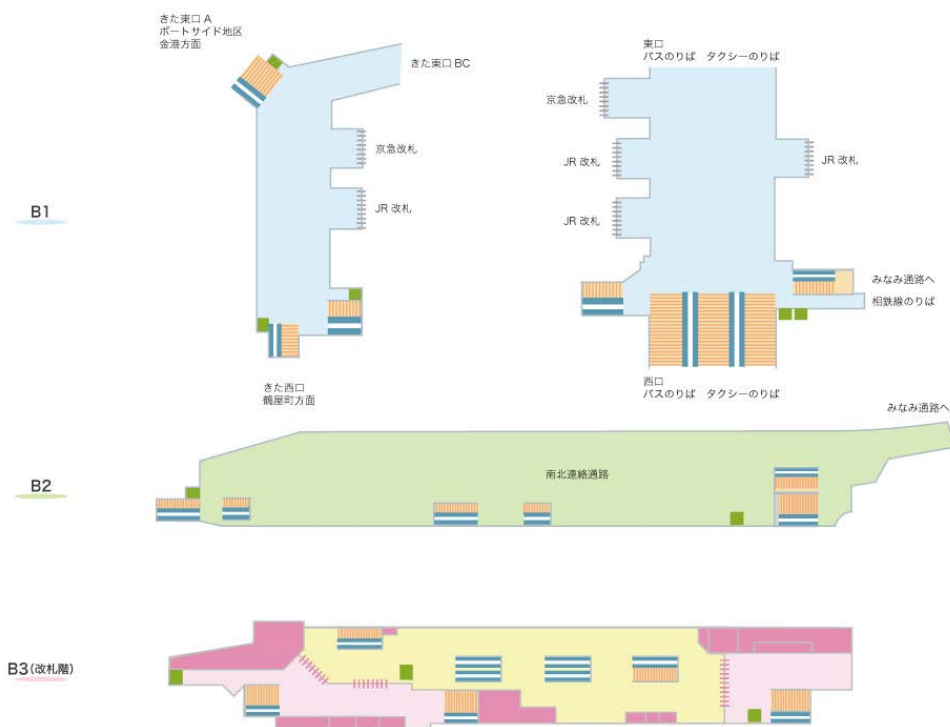 きた東口 A
ポートサイド地区
金港方面
きた東口 BC
京急改札
JR 改札
きた西口
鶴屋町方面
東口
バスのりば タクシーのりば
京急改札
JR 改札
JR 改札
JR 改札
みなみ通路へ
相鉄線のりば
西口
バスのりば タクシーのりば
B1
みなみ通路へ
南北連絡通路
B2
B3(改札階)